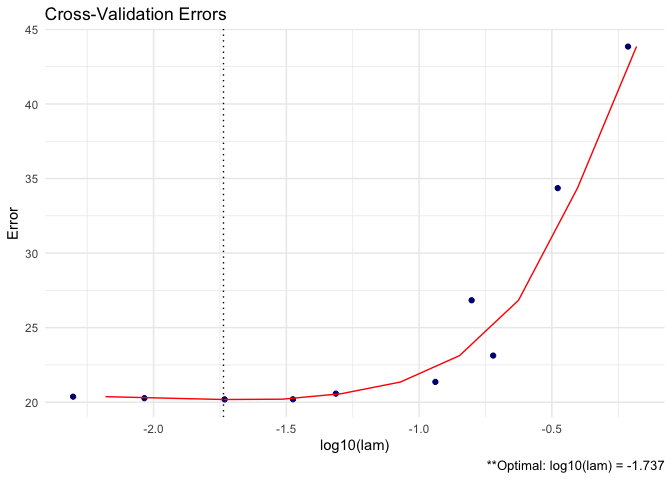 Cross-Validation Errors
45
40
35
30
25
20
Error
-2.0
-1.5
-1.0
-0.5
log10(lam)
**Optimal: log10(lam) = -1.737